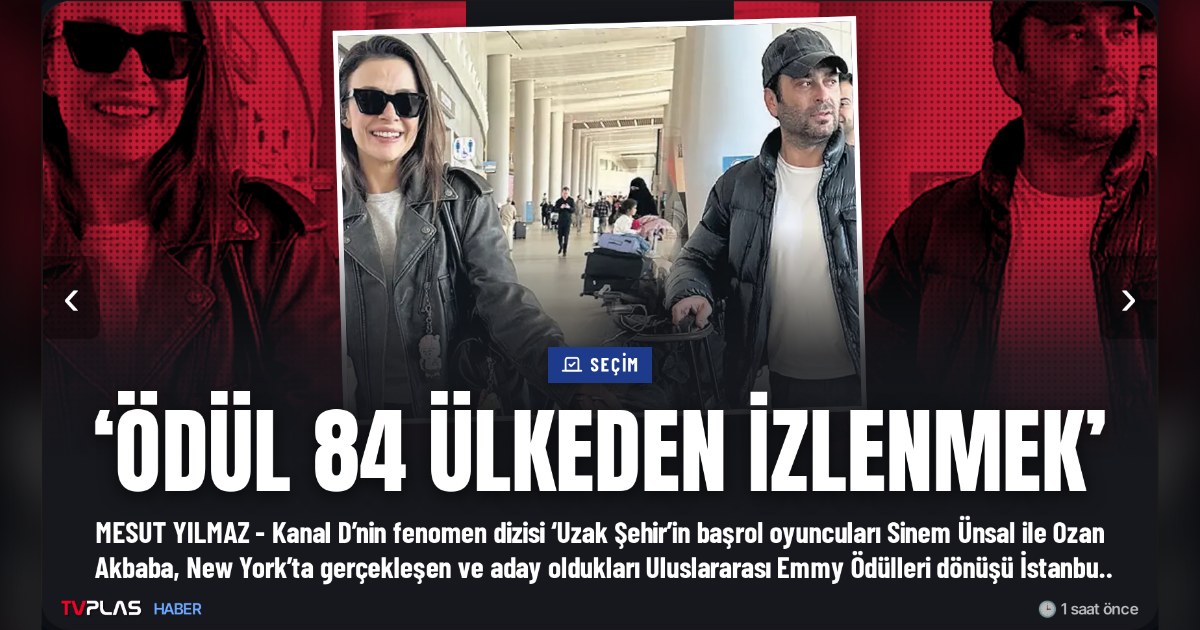 SEÇİM
‘ÖDÜL 84 ÜLKEDEN İZLENMEK’
MESUT YILMAZ - Kanal D’nin fenomen dizisi ‘Uzak Şehir’in başrol oyuncuları Sinem Ünsal ile Ozan
Akbaba, New York’ta gerçekleşen ve aday oldukları Uluslararası Emmy Ödülleri dönüşü İstanbu..
TVPLAS HABER
1 saat önce